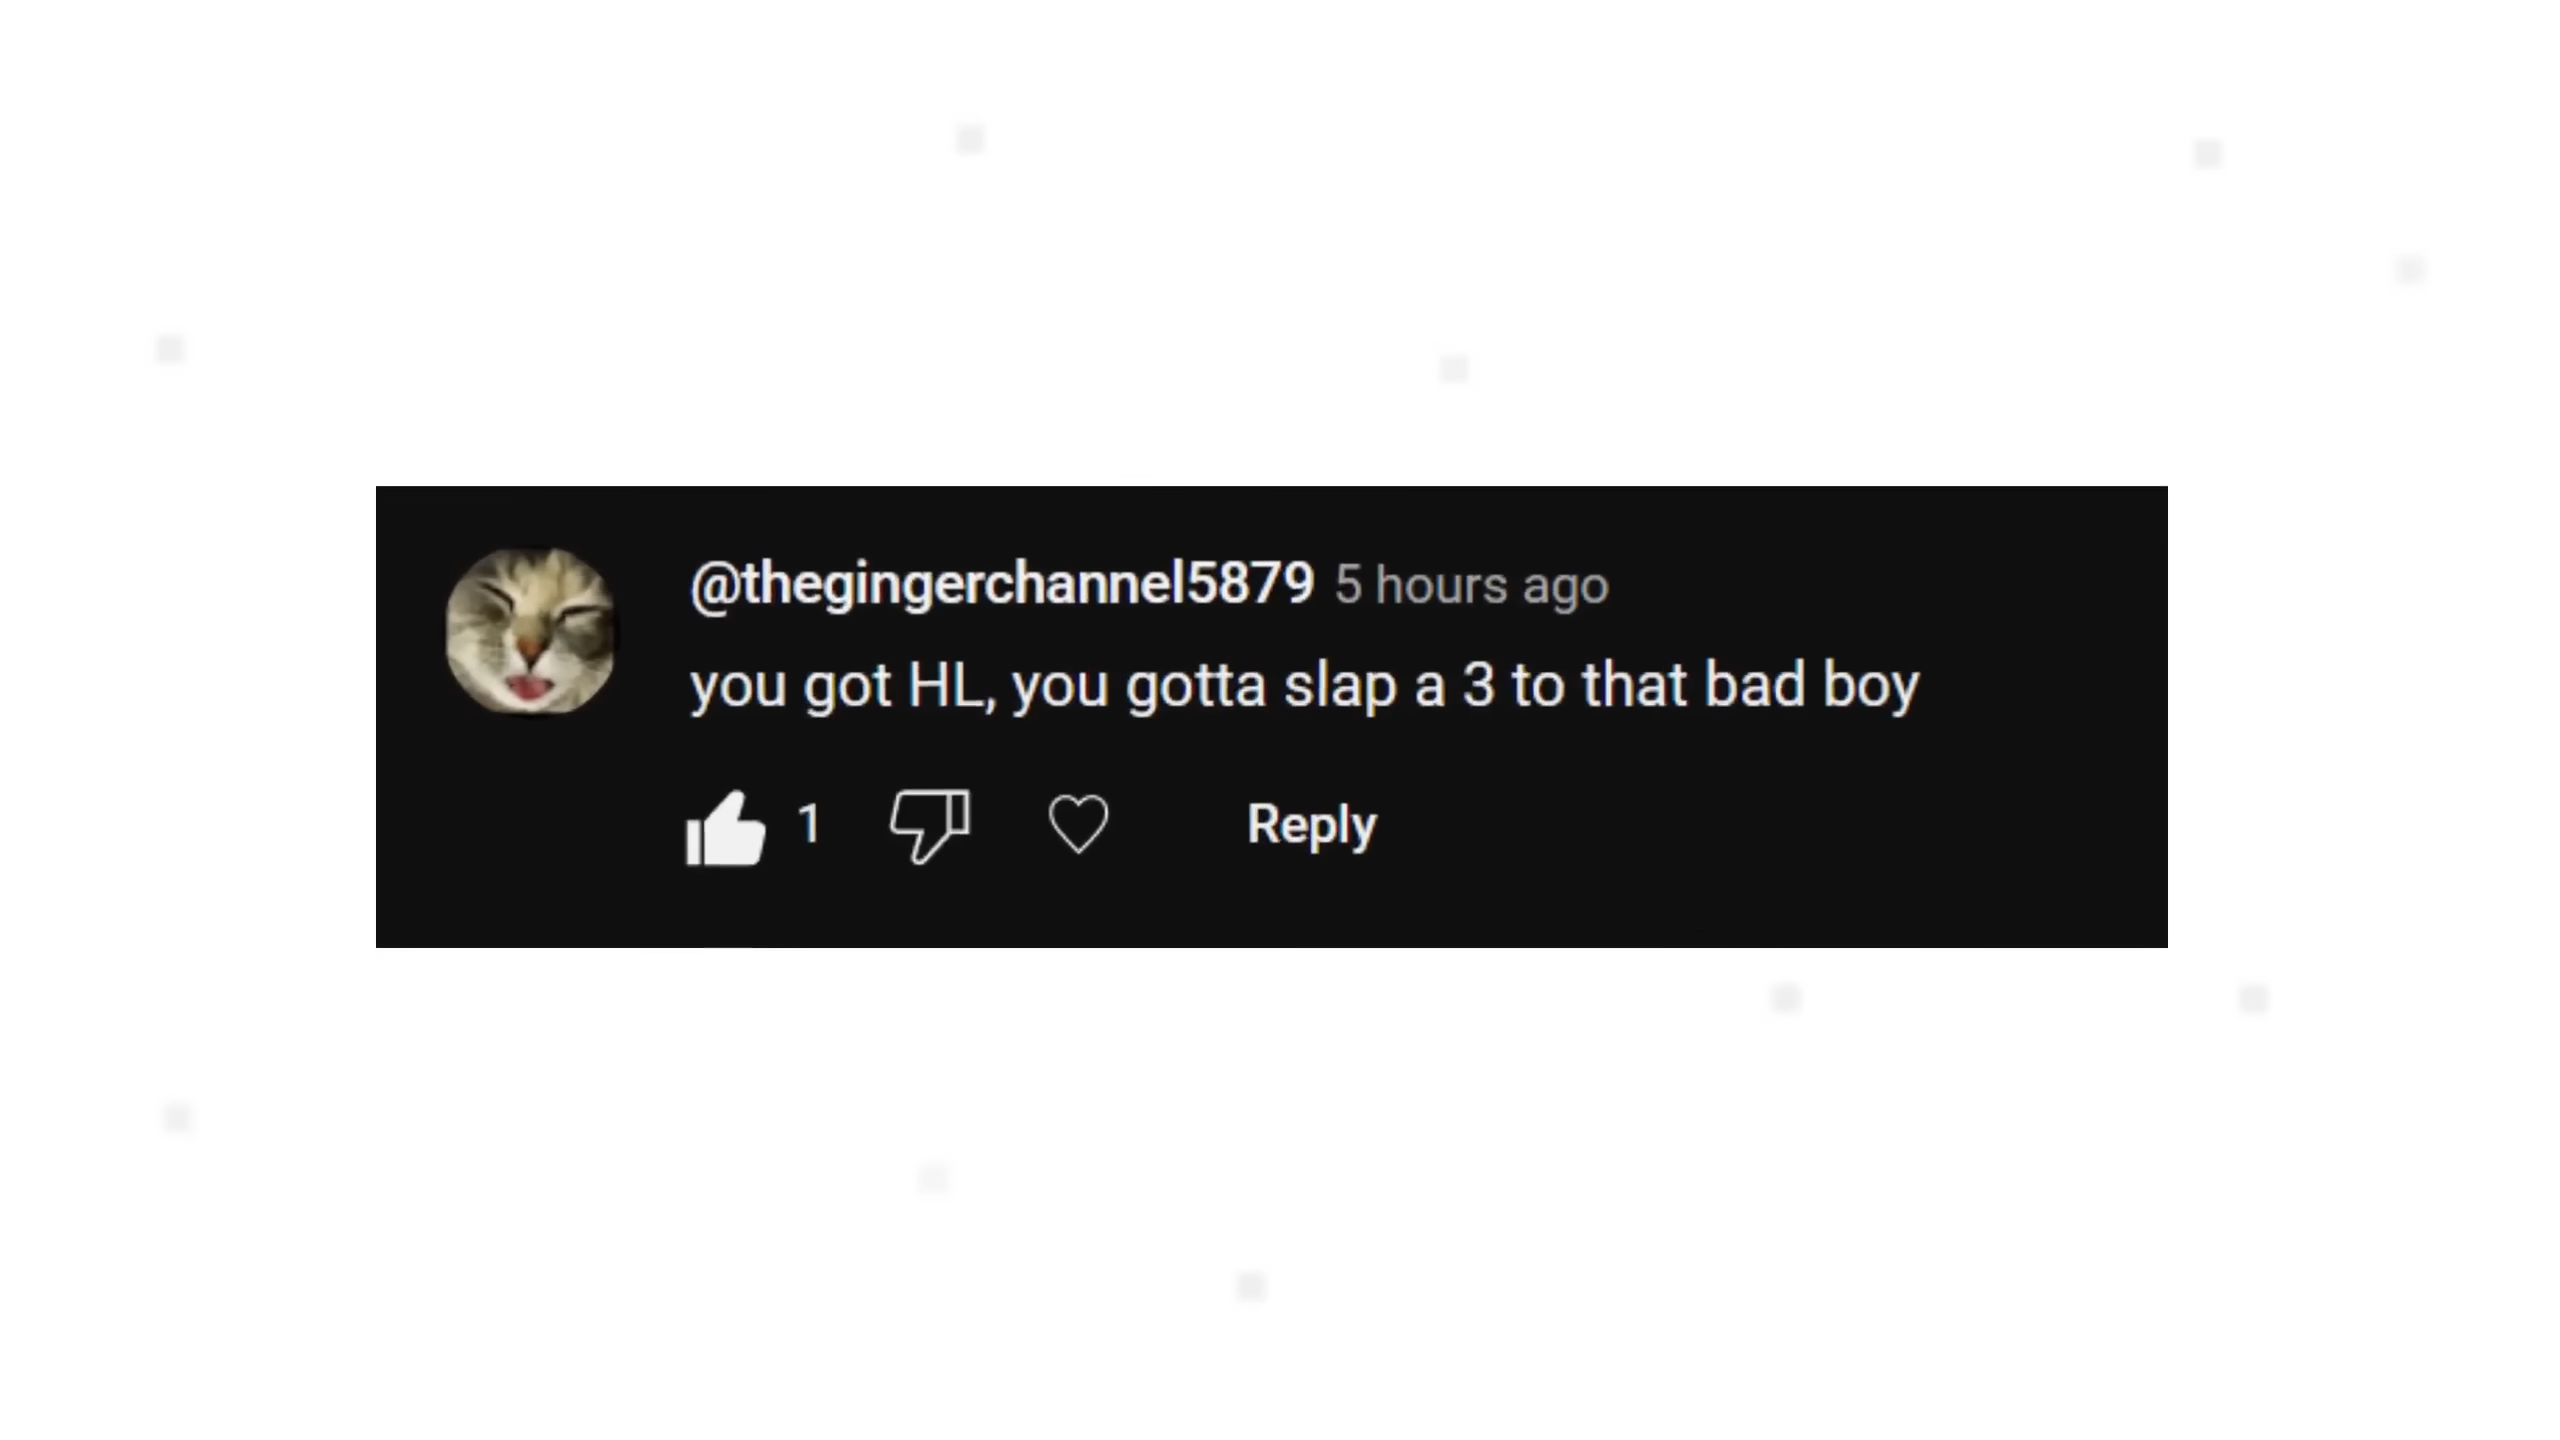 @thegingerchannel5879 5 hours ago
you got HL, you gotta slap a 3 to that bad boy
1 Reply